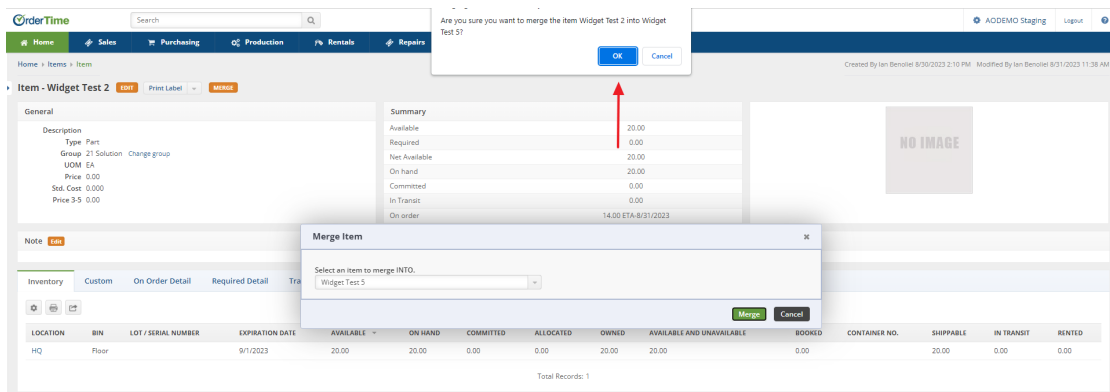 OrderTime
Search
Are you sure you want to merge the item Widget Test 2 into Widget
Test 5?
OK Cancel
AODEMO Staging Logout
Home Sales Purchasing Production Rentals Repairs
Home › Items › Item
Created By Ian Benoliel 8/30/2023 2:10 PM Modified By Ian Benoliel 8/31/2023 11:38 AM
Item - Widget Test 2 EDIT Print Label MERGE
General
Description
Type Part
Group 21 Solution Change group
UOM EA
Price 0.00
Std. Cost 0.000
Price 3-5 0.00
Summary
Available 20.00
Required 0.00
Net Available 20.00
On hand 20.00
Committed 0.00
In Transit 0.00
On order 14.00 ETA-8/31/2023
NO IMAGE
Note Edit
Merge Item
Select an item to merge INTO.
Widget Test 5
Merge Cancel
Inventory Custom On Order Detail Required Detail Tra
LOCATION BIN LOT / SERIAL NUMBER EXPIRATION DATE AVAILABLE ON HAND COMMITTED ALLOCATED OWNED AVAILABLE AND UNAVAILABLE BOOKED CONTAINER NO. SHIPPABLE IN TRANSIT RENTED
HQ Floor 9/1/2023 20.00 20.00 0.00 0.00 20.00 20.00 0.00 20.00 0.00 0.00
Total Records: 1